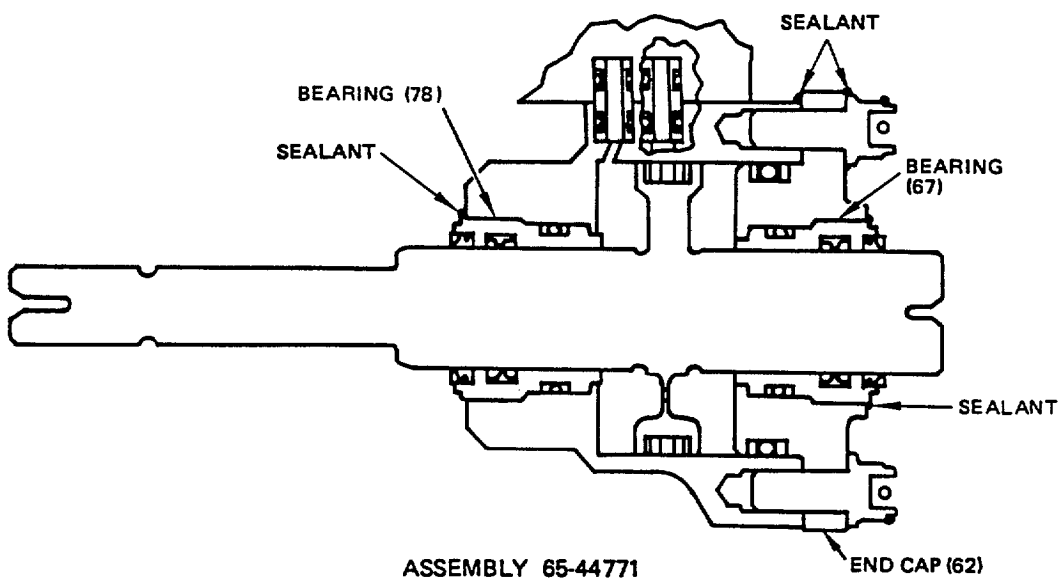 SEALANT
BEARING (78)
SEALANT
BEARING
(67)
SEALANT
END CAP (62)
ASSEMBLY 65-44771